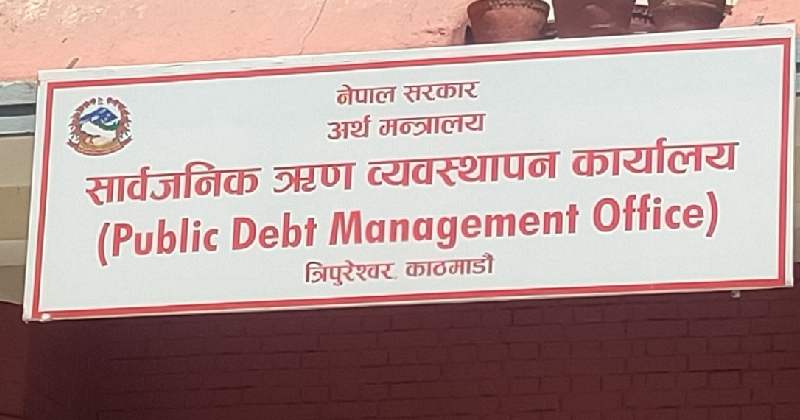 नेपाल सरकार
अर्थ मन्त्रालय
सार्वजनिक ऋण व्यवस्थापन कार्यालय
(Public Debt Management Office)
त्रिपुरेश्वर, काठमाडौं